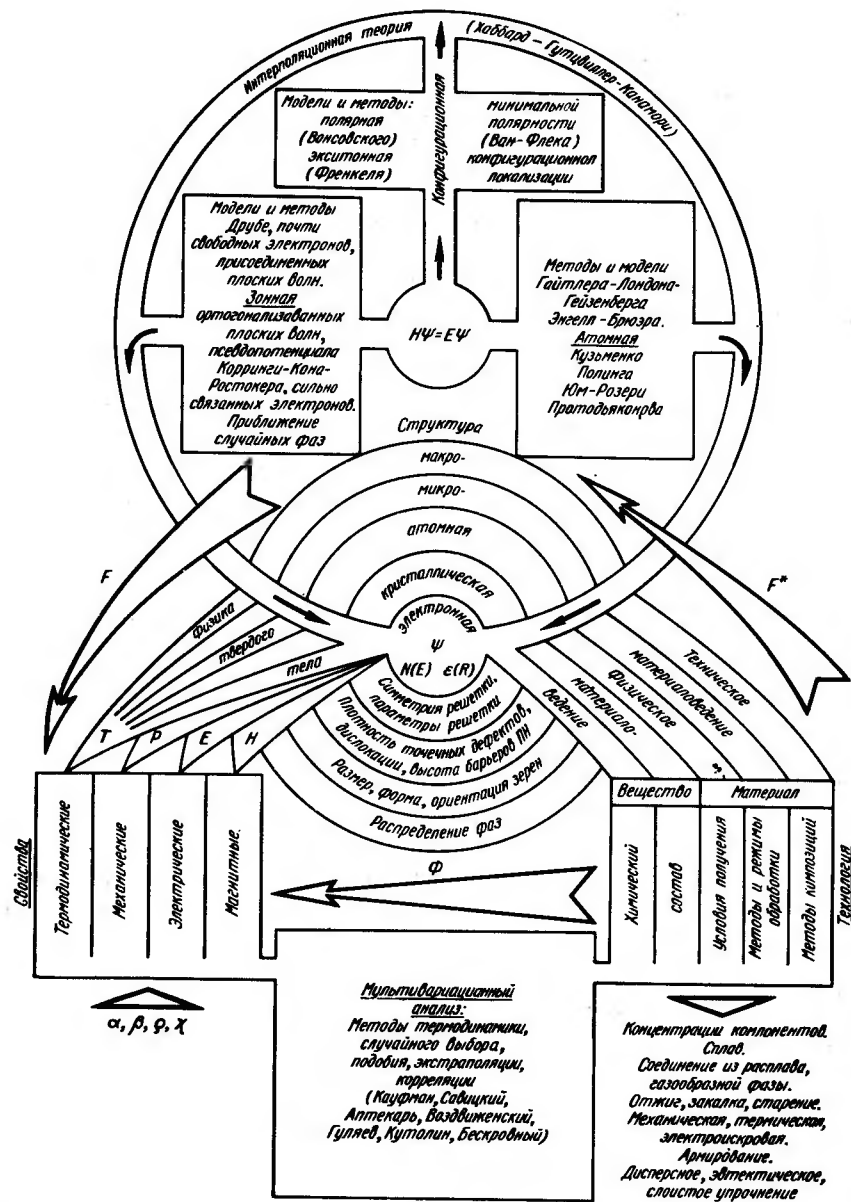 Интерполяционная теория
(Хаббард – Гутцвиллер-Канамори)
Конфигурационная
Модели и методы:
полярная
(Вонсовского)
экситонная
(Френкеля)
минимальной
полярности
(Ван-Флека)
конфигурационной
локализации
Модели и методы
Друбе, почти
свободных электронов,
присоединенных
плоских волн.
Зонная
ортогонализаванных
плоских волн,
псевдопотенциала
Корринги-Кона-
Ростокера, сильно
связанных электронов.
Приближение
случайных фаз
HΨ=EΨ
Методы и модели
Гайтлера-Лондона-
Гейзенберга
Энгелл-Брюэра.
Атомная
Кузьменко
Полинга
Юм-Розери
Протодьяконова
Структура
макро-
микро-
атомная
кристаллическая
электронная
Ψ
N(E) ε(R)
Симметрия решетки,
параметры решетки
Плотность точечных дефектов,
дислокации, высота барьеров ПН
Размер, форма, ориентация зерен
Распределение фаз
F
F*
Физика
твердого
тела
T P E H
Техническое
материаловедение
физическое
материало-
ведение
Свойства
Термодинамические
Механические
Электрические
Магнитные.
Φ
Вещество Материал
Химический
состав
Условия получения
Методы и режимы
обработки
Методы композиций
Технология
α, β, ρ, χ
Мультивариационный
анализ:
Методы термодинамики,
случайного выбора,
подобия, экстраполяции,
корреляции
(Кауфман, Савицкий,
Аптекарь, Воздвиженский,
Гуляев, Кутолин, Бескровный)
Концентрации компонентов.
Сплав.
Соединение из расплава,
газообразной фазы.
Отжиг, закалка, старение.
Механическая, термическая,
электроискровая.
Армирование.
Дисперсное, эвтектическое,
слоистое упрочнение